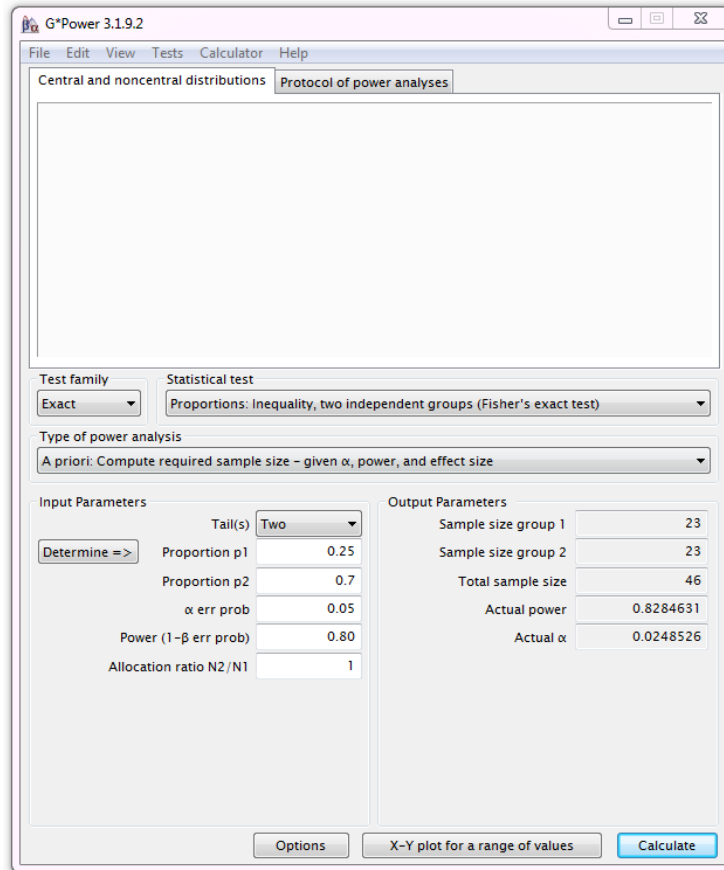 βα G*Power 3.1.9.2
File Edit View Tests Calculator Help
Central and noncentral distributions Protocol of power analyses
Test family Statistical test
Exact Proportions: Inequality, two independent groups (Fisher's exact test)
Type of power analysis
A priori: Compute required sample size – given α, power, and effect size
Input Parameters Output Parameters
Tail(s) Two Sample size group 1 23
Determine => Proportion p1 0.25 Sample size group 2 23
Proportion p2 0.7 Total sample size 46
α err prob 0.05 Actual power 0.8284631
Power (1-β err prob) 0.80 Actual α 0.0248526
Allocation ratio N2/N1 1
Options X-Y plot for a range of values Calculate